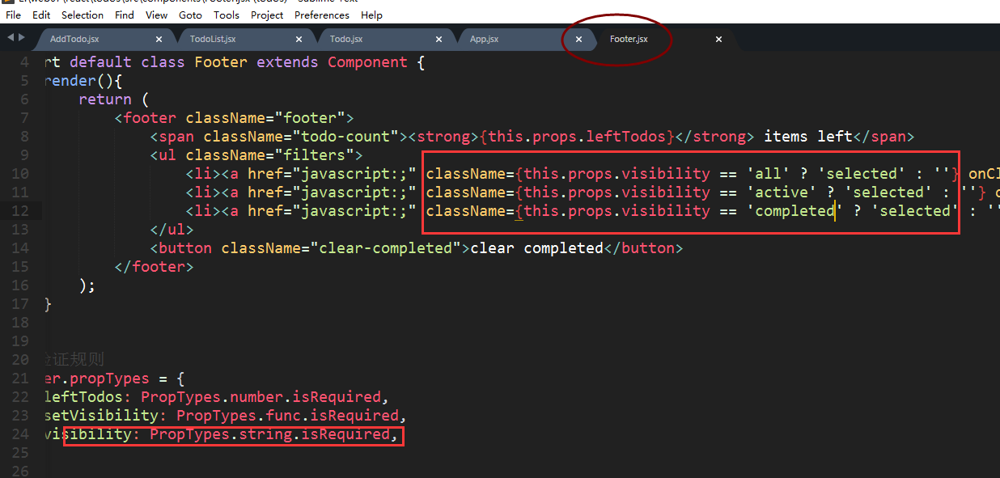 File Edit Selection Find View Goto Tools Project Preferences Help
AddTodo.jsx × TodoList.jsx × Todo.jsx × App.jsx × Footer.jsx ×
4 rt default class Footer extends Component {
5 render(){
6 return (
7 <footer className="footer">
8 <span className="todo-count"><strong>{this.props.leftTodos}</strong> items left</span>
9 <ul className="filters">
10 <li><a href="javascript:;" className={this.props.visibility == 'all' ? 'selected' : ''} onCl
11 <li><a href="javascript:;" className={this.props.visibility == 'active' ? 'selected' : ''}
12 <li><a href="javascript:;" className={this.props.visibility == 'completed' ? 'selected' : ''
13 </ul>
14 <button className="clear-completed">clear completed</button>
15 </footer>
16 );
17 }
18
19
20 证规则
21 er.propTypes = {
22 leftTodos: PropTypes.number.isRequired,
23 setVisibility: PropTypes.func.isRequired,
24 visibility: PropTypes.string.isRequired,
25
26